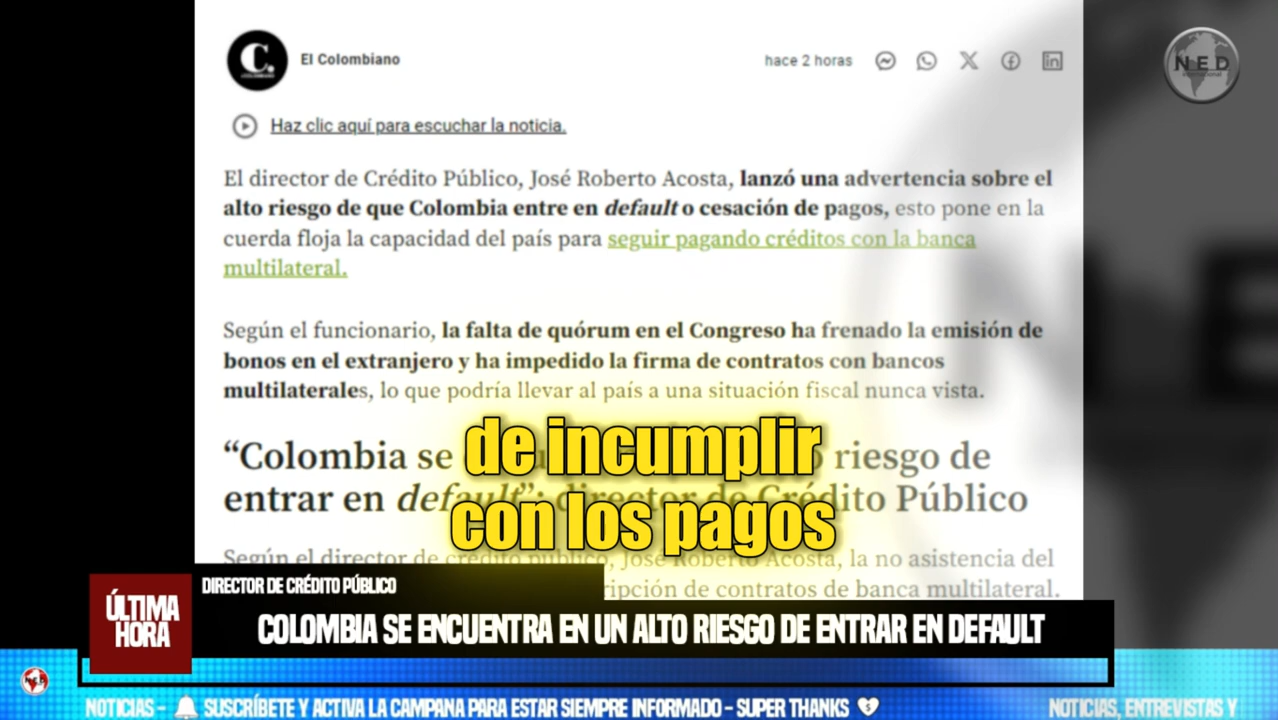 El Colombiano
hace 2 horas
NED
Internacional
Haz clic aquí para escuchar la noticia.
El director de Crédito Público, José Roberto Acosta, lanzó una advertencia sobre el
alto riesgo de que Colombia entre en default o cesación de pagos, esto pone en la
cuerda floja la capacidad del país para seguir pagando créditos con la banca
multilateral.
Según el funcionario, la falta de quórum en el Congreso ha frenado la emisión de
bonos en el extranjero y ha impedido la firma de contratos con bancos
multilaterales, lo que podría llevar al país a una situación fiscal nunca vista.
“Colombia se riesgo de
entrar en default”: director de Crédito Público
de incumplir
con los pagos
Según el director de crédito público, José Roberto Acosta, la no asistencia del
ripción de contratos de banca multilateral.
DIRECTOR DE CRÉDITO PÚBLICO
ÚLTIMA
HORA
COLOMBIA SE ENCUENTRA EN UN ALTO RIESGO DE ENTRAR EN DEFAULT
NOTICIAS - SUSCRÍBETE Y ACTIVA LA CAMPANA PARA ESTAR SIEMPRE INFORMADO - SUPER THANKS NOTICIAS, ENTREVISTAS Y